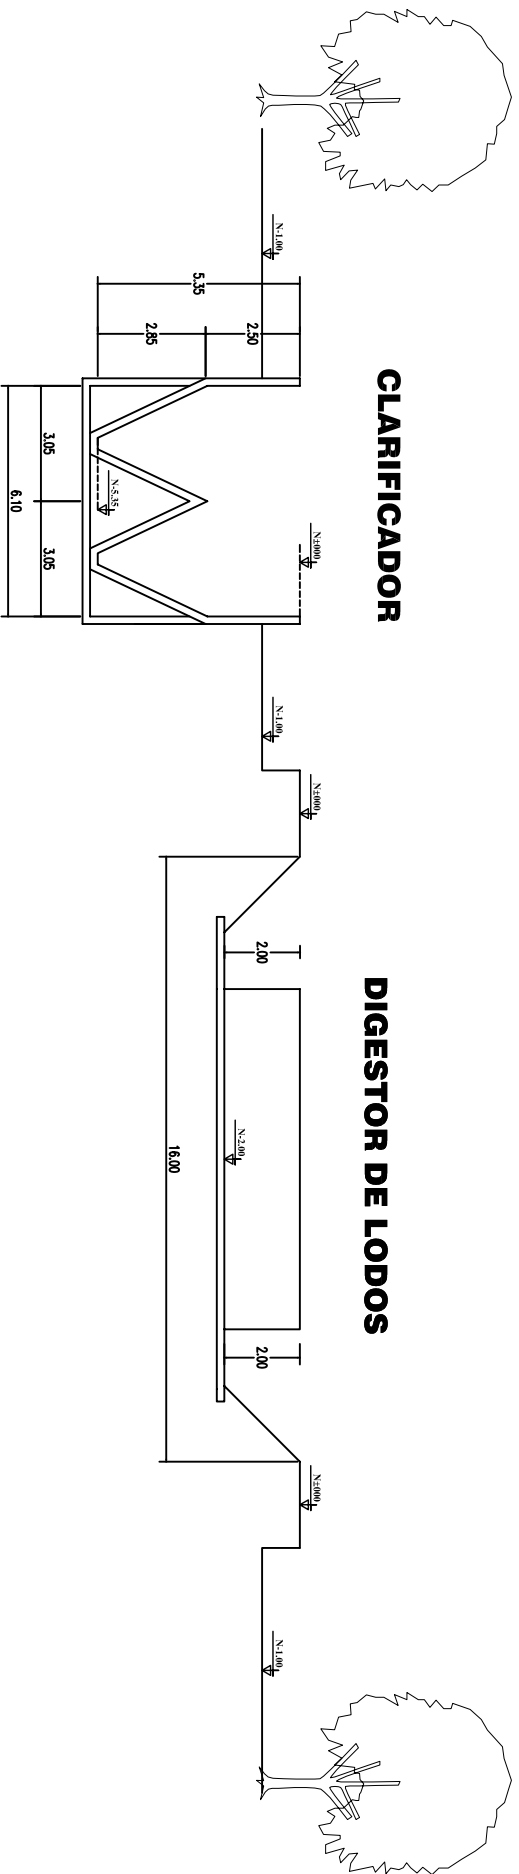 CLARIFICADOR
DIGESTOR DE LODOS
N-1.00
5.35
2.85
2.50
3.05
3.05
6.10
N-5.35
N±000
N-1.00
N±000
2.00
N-2.00
16.00
2.00
N±000
N-1.00